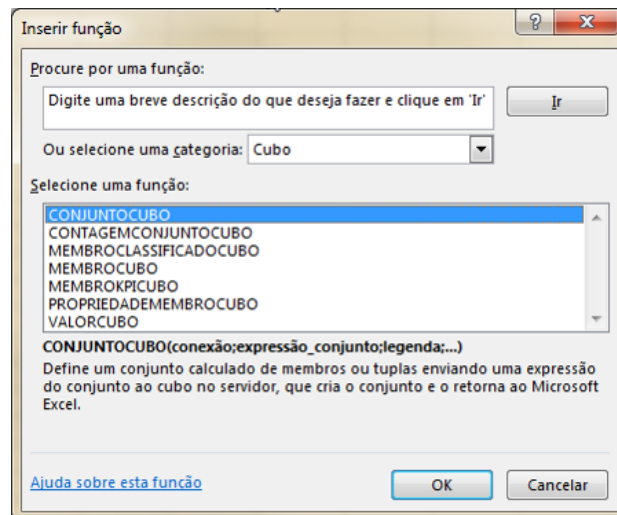 Inserir função
Procure por uma função:
Digite uma breve descrição do que deseja fazer e clique em 'Ir'
Ir
Ou selecione uma categoria: Cubo
Selecione uma função:
CONJUNTOCUBO
CONTAGEMCONJUNTOCUBO
MEMBROCLASSIFICADOCUBO
MEMBROCUBO
MEMBROKPICUBO
PROPRIEDADEMEMBROCUBO
VALORCUBO
CONJUNTOCUBO(conexão;expressão_conjunto;legenda;...)
Define um conjunto calculado de membros ou tuplas enviando uma expressão
do conjunto ao cubo no servidor, que cria o conjunto e o retorna ao Microsoft
Excel.
Ajuda sobre esta função
OK
Cancelar